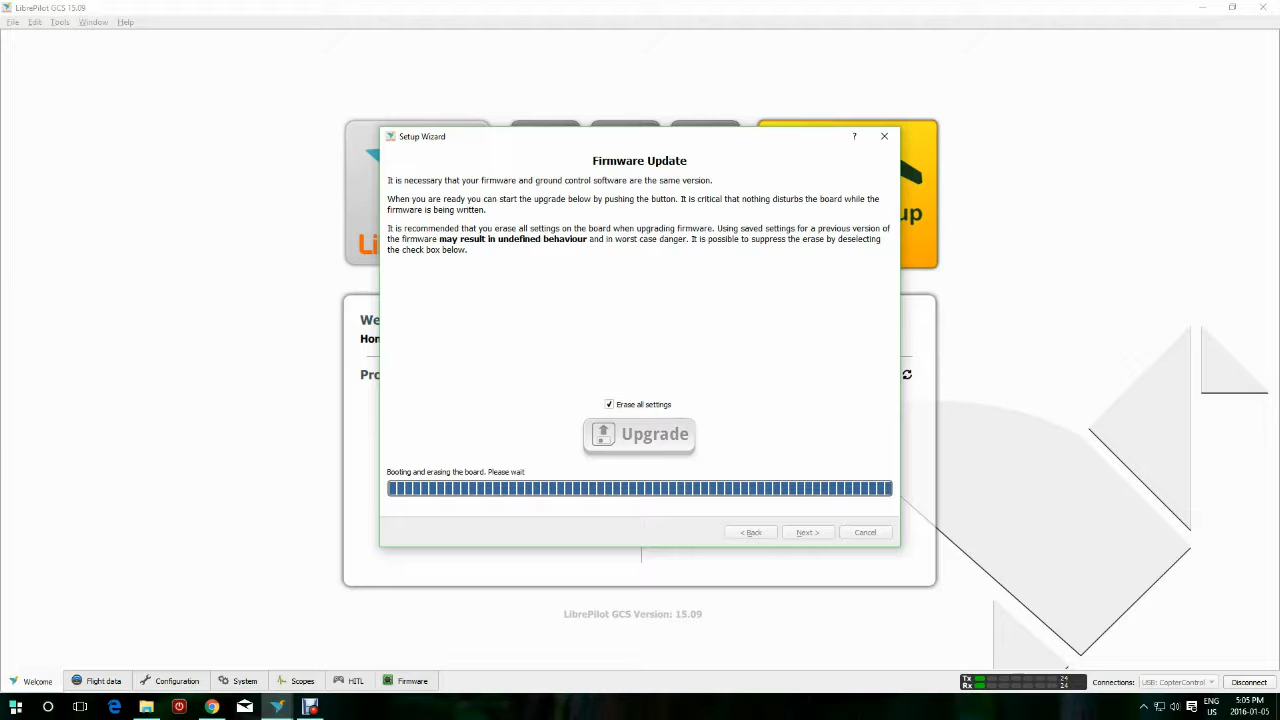 LibrePilot GCS 15.09
File Edit Tools Window Help
Setup Wizard
?
Firmware Update
It is necessary that your firmware and ground control software are the same version.
When you are ready you can start the upgrade below by pushing the button. It is critical that nothing disturbs the board while the
firmware is being written.
It is recommended that you erase all settings on the board when upgrading firmware. Using saved settings for a previous version of
the firmware may result in undefined behaviour and in worst case danger. It is possible to suppress the erase by deselecting
the check box below.
Li
up
We
Hon
Pro
Erase all settings
Upgrade
Booting and erasing the board. Please wait
< Back Next > Cancel
LibrePilot GCS Version: 15.09
Welcome Flight data Configuration System Scopes HITL Firmware
Tx 24
Rx 24
Connections: USB: CopterControl Disconnect
ENG 5:05 PM
US 2016-01-05